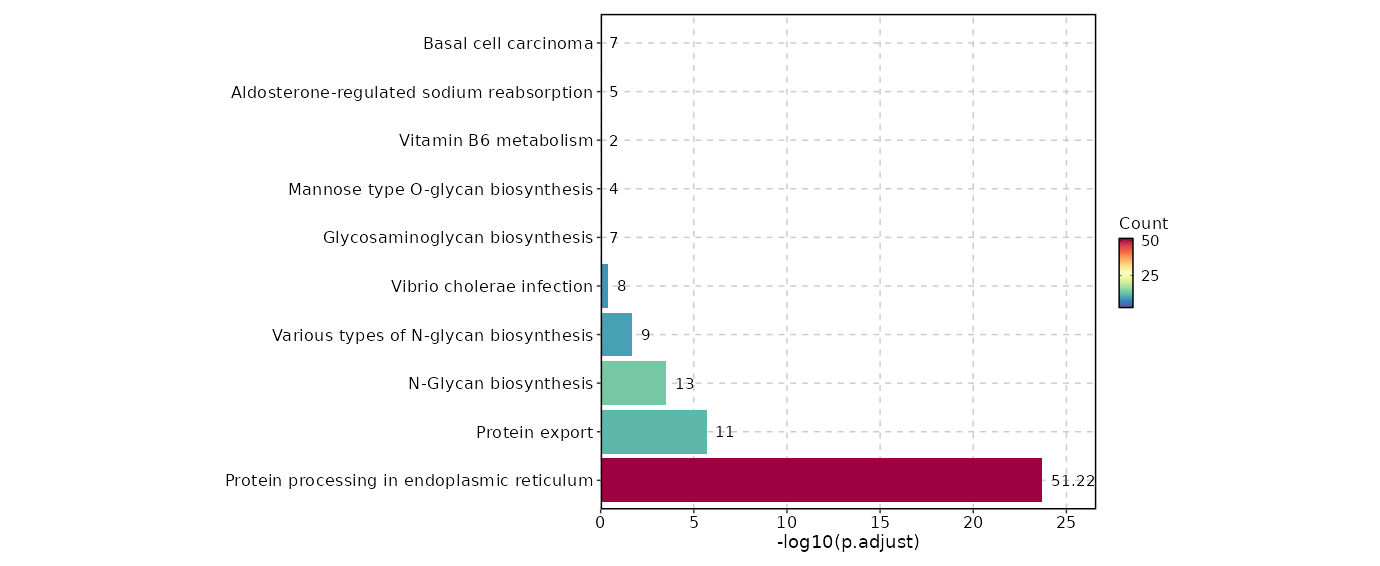 Basal cell carcinoma 7
Aldosterone-regulated sodium reabsorption 5
Vitamin B6 metabolism 2
Mannose type O-glycan biosynthesis 4
Glycosaminoglycan biosynthesis 7
Vibrio cholerae infection 8
Various types of N-glycan biosynthesis 9
N-Glycan biosynthesis 13
Protein export 11
Protein processing in endoplasmic reticulum 51.22
0 5 10 15 20 25
-log10(p.adjust)
Count
50
25